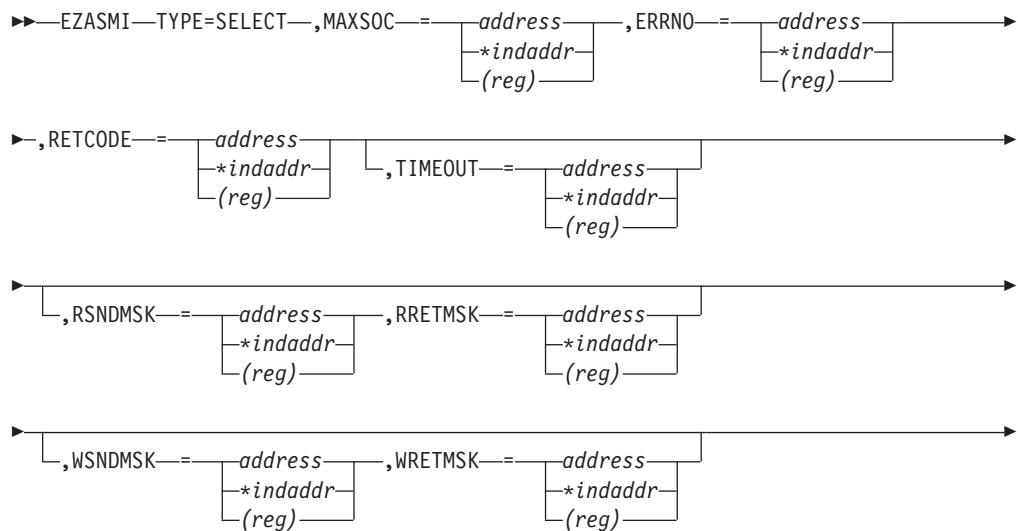 EZASMI TYPE=SELECT ,MAXSOC = address ,ERRNO = address
*indaddr *indaddr
(reg) (reg)
,RETCODE = address
*indaddr ,TIMEOUT = address
(reg) *indaddr
(reg)
,RSNDMSK = address ,RRETMSK = address
*indaddr *indaddr
(reg) (reg)
,WSNDMSK = address ,WRETMSK = address
*indaddr *indaddr
(reg) (reg)